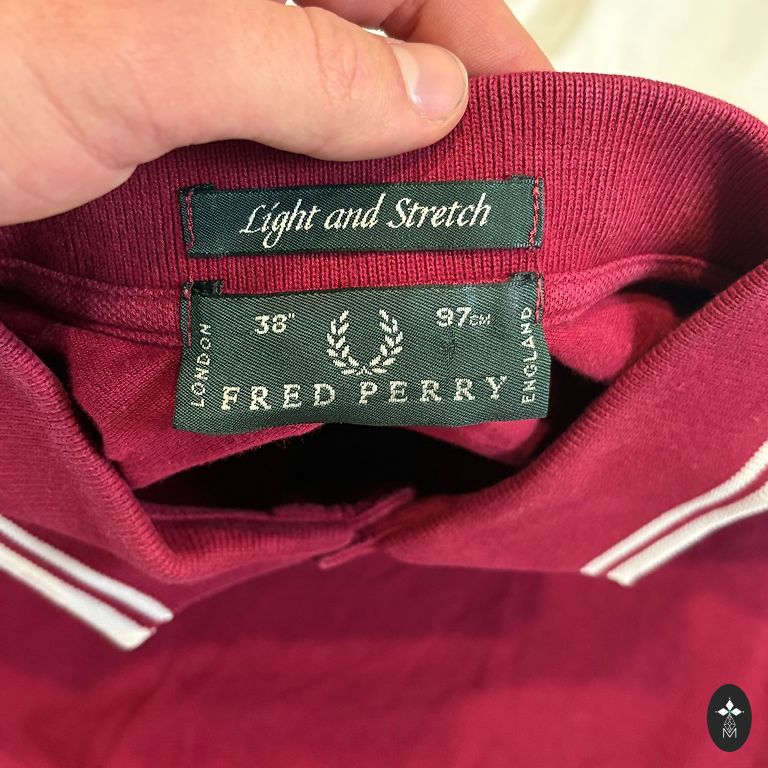 Light and Stretch
38" 97CM
LONDON
FRED PERRY
ENGLAND
M